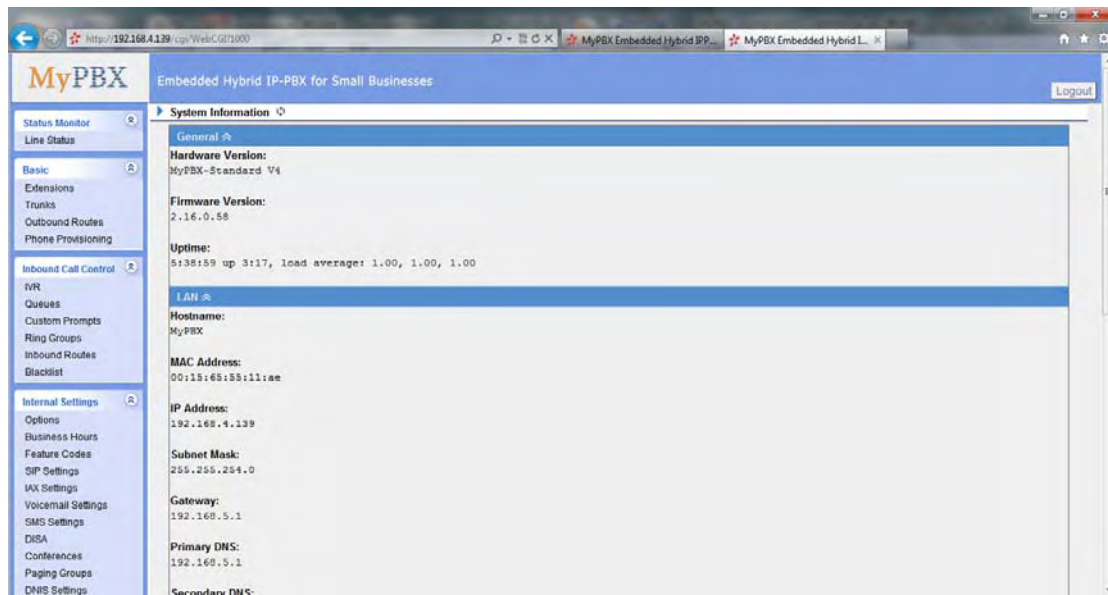 http://192.168.4.139/cgi/WebCGI?1000
MyPBX Embedded Hybrid IPP...
MyPBX Embedded Hybrid I...
MyPBX
Embedded Hybrid IP-PBX for Small Businesses
Logout
Status Monitor
Line Status
Basic
Extensions
Trunks
Outbound Routes
Phone Provisioning
Inbound Call Control
IVR
Queues
Custom Prompts
Ring Groups
Inbound Routes
Blacklist
Internal Settings
Options
Business Hours
Feature Codes
SIP Settings
IAX Settings
Voicemail Settings
SMS Settings
DISA
Conferences
Paging Groups
DNIS Settings
System Information
General
Hardware Version:
MyPBX-Standard V4
Firmware Version:
2.16.0.58
Uptime:
5:38:59 up 3:17, load average: 1.00, 1.00, 1.00
LAN
Hostname:
MyPBX
MAC Address:
00:15:65:55:11:ae
IP Address:
192.168.4.139
Subnet Mask:
255.255.254.0
Gateway:
192.168.5.1
Primary DNS:
192.168.5.1
Secondary DNS: